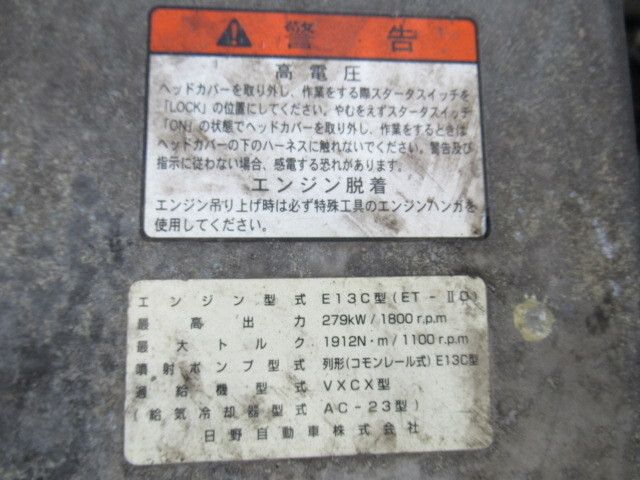 警告
高電圧
ヘッドカバーを取り外し、作業をする際スタータスイッチを
「LOCK」の位置にしてください。やむをえずスタータスイッチ
「ON」の状態でヘッドカバーを取り外し、作業をするときは
ヘッドカバーの下のハーネスに触れないでください。警告及び
指示に従わない場合、感電する恐れがあります。
エンジン脱着
エンジン吊り上げ時は必ず特殊工具のエンジンハンガを
使用してください。
エンジン型式 E13C型(ET-ⅡD)
最高出力 279kW/1800r.p.m
最大トルク 1912N・m/1100r.p.m
噴射ポンプ型式 列形(コモンレール式)E13C型
過給機型式 VXCX型
(給気冷却器型式 AC-23型)
日野自動車株式会社